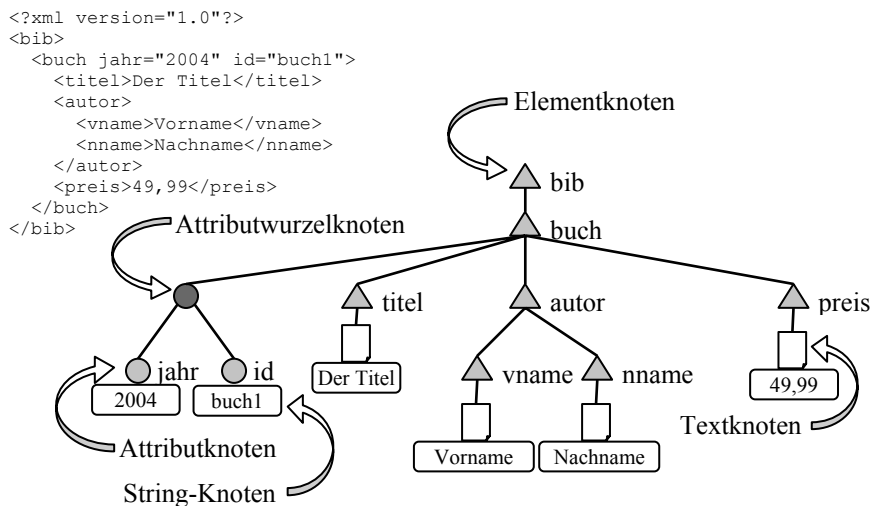 <?xml version="1.0"?>
<bib>
<buch jahr="2004" id="buch1">
<titel>Der Titel</titel>
<autor>
<vname>Vorname</vname>
<nname>Nachname</nname>
</autor>
<preis>49,99</preis>
</buch>
</bib>
Elementknoten
bib
Attributwurzelknoten
buch
titel
autor
preis
jahr
id
Der Titel
vname
nname
49,99
2004
buch1
Textknoten
Attributknoten
Vorname
Nachname
String-Knoten